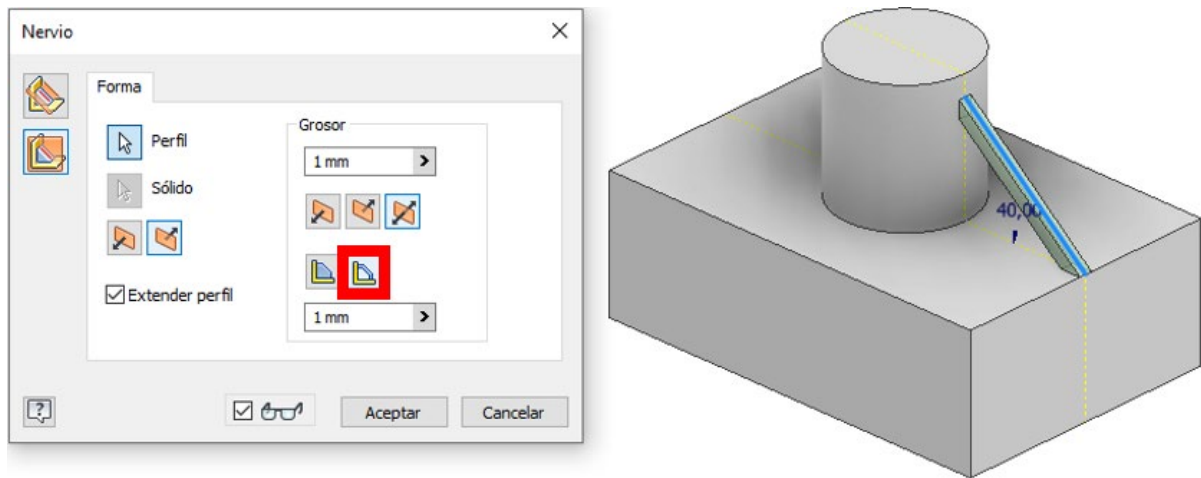 Nervio
Forma
Perfil
Sólido
Extender perfil
Grosor
1 mm
1 mm
Aceptar
Cancelar
40,00